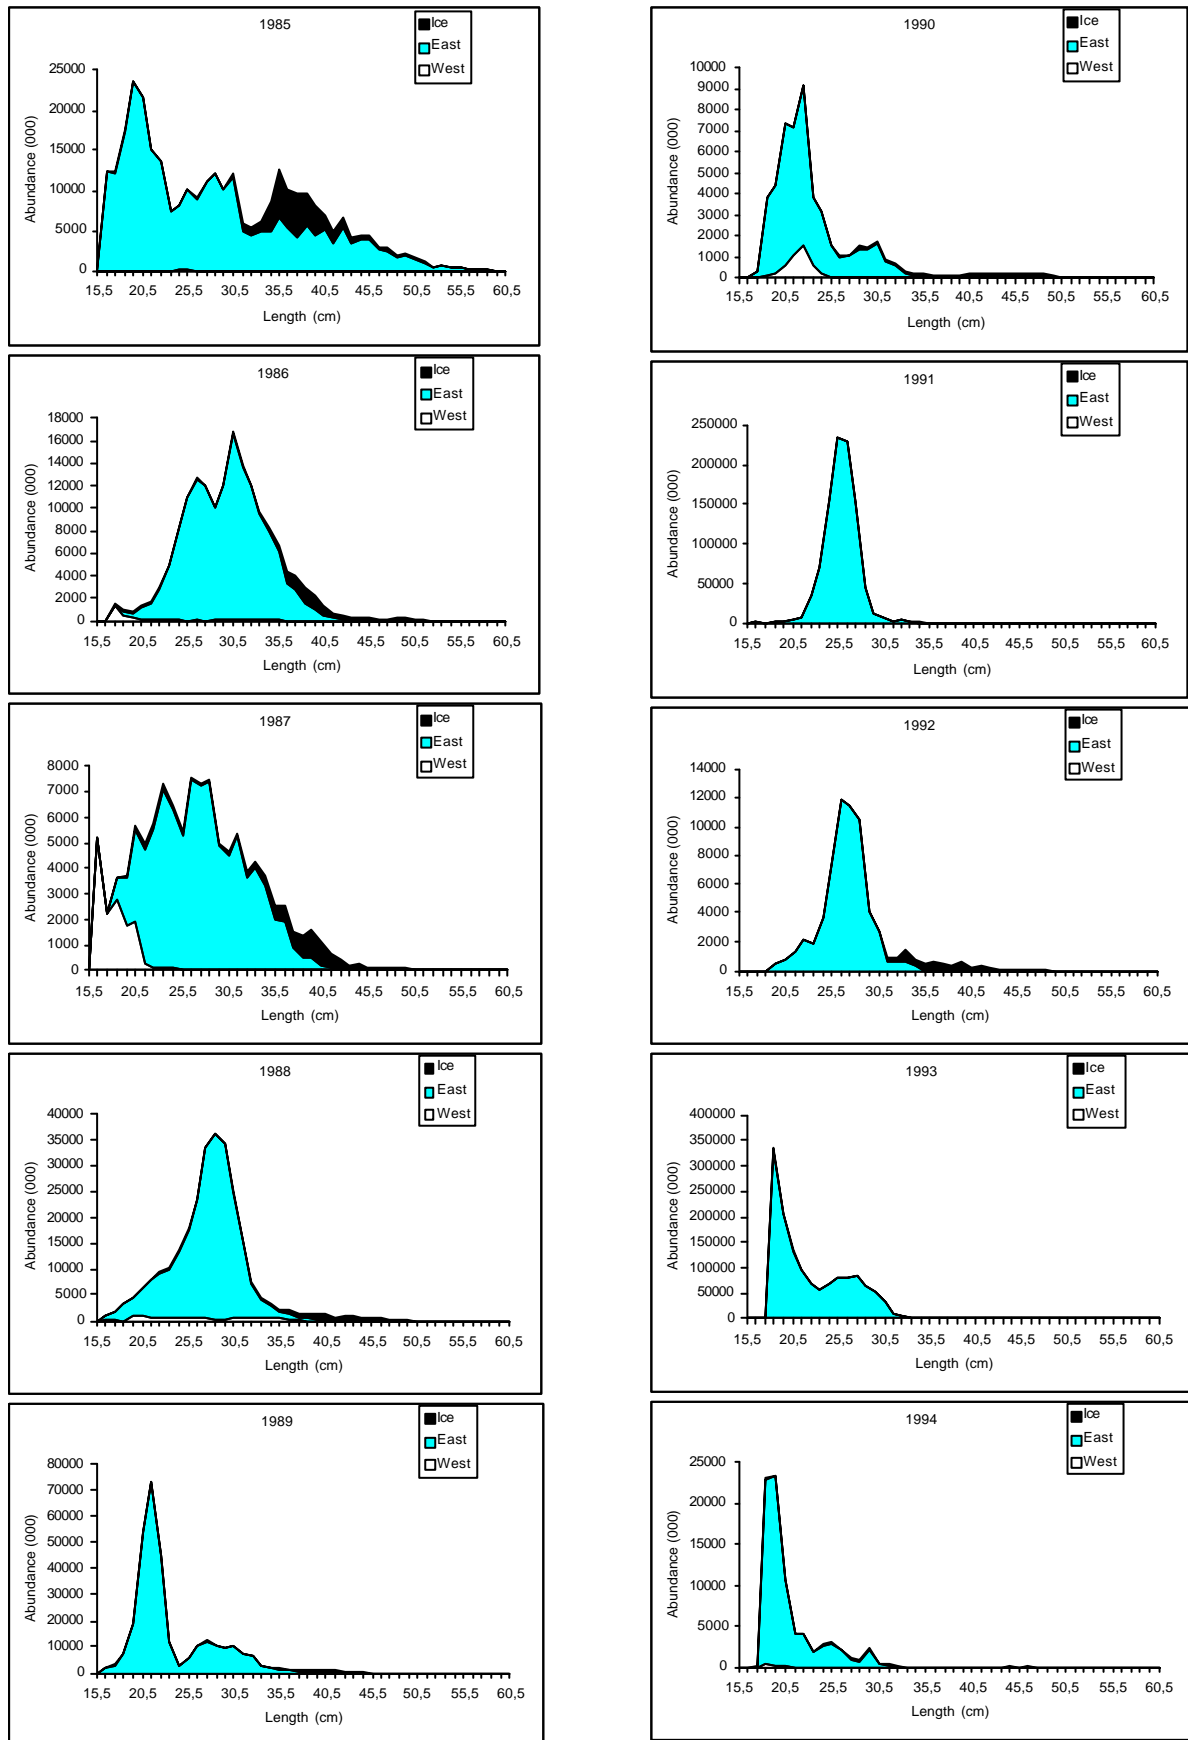 1985
Ice
East
West
Abundance (000)
25000
20000
15000
10000
5000
0
15,5 20,5 25,5 30,5 35,5 40,5 45,5 50,5 55,5 60,5
Length (cm)
1986
Ice
East
West
Abundance (000)
18000
16000
14000
12000
10000
8000
6000
4000
2000
0
15,5 20,5 25,5 30,5 35,5 40,5 45,5 50,5 55,5 60,5
Length (cm)
1987
Ice
East
West
Abundance (000)
8000
7000
6000
5000
4000
3000
2000
1000
0
15,5 20,5 25,5 30,5 35,5 40,5 45,5 50,5 55,5 60,5
Length (cm)
1988
Ice
East
West
Abundance (000)
40000
35000
30000
25000
20000
15000
10000
5000
0
15,5 20,5 25,5 30,5 35,5 40,5 45,5 50,5 55,5 60,5
Length (cm)
1989
Ice
East
West
Abundance (000)
80000
70000
60000
50000
40000
30000
20000
10000
0
15,5 20,5 25,5 30,5 35,5 40,5 45,5 50,5 55,5 60,5
Length (cm)
1990
Ice
East
West
Abundance (000)
10000
9000
8000
7000
6000
5000
4000
3000
2000
1000
0
15,5 20,5 25,5 30,5 35,5 40,5 45,5 50,5 55,5 60,5
Length (cm)
1991
Ice
East
West
Abundance (000)
250000
200000
150000
100000
50000
0
15,5 20,5 25,5 30,5 35,5 40,5 45,5 50,5 55,5 60,5
Length (cm)
1992
Ice
East
West
Abundance (000)
14000
12000
10000
8000
6000
4000
2000
0
15,5 20,5 25,5 30,5 35,5 40,5 45,5 50,5 55,5 60,5
Length (cm)
1993
Ice
East
West
Abundance (000)
400000
350000
300000
250000
200000
150000
100000
50000
0
15,5 20,5 25,5 30,5 35,5 40,5 45,5 50,5 55,5 60,5
Length (cm)
1994
Ice
East
West
Abundance (000)
25000
20000
15000
10000
5000
0
15,5 20,5 25,5 30,5 35,5 40,5 45,5 50,5 55,5 60,5
Length (cm)